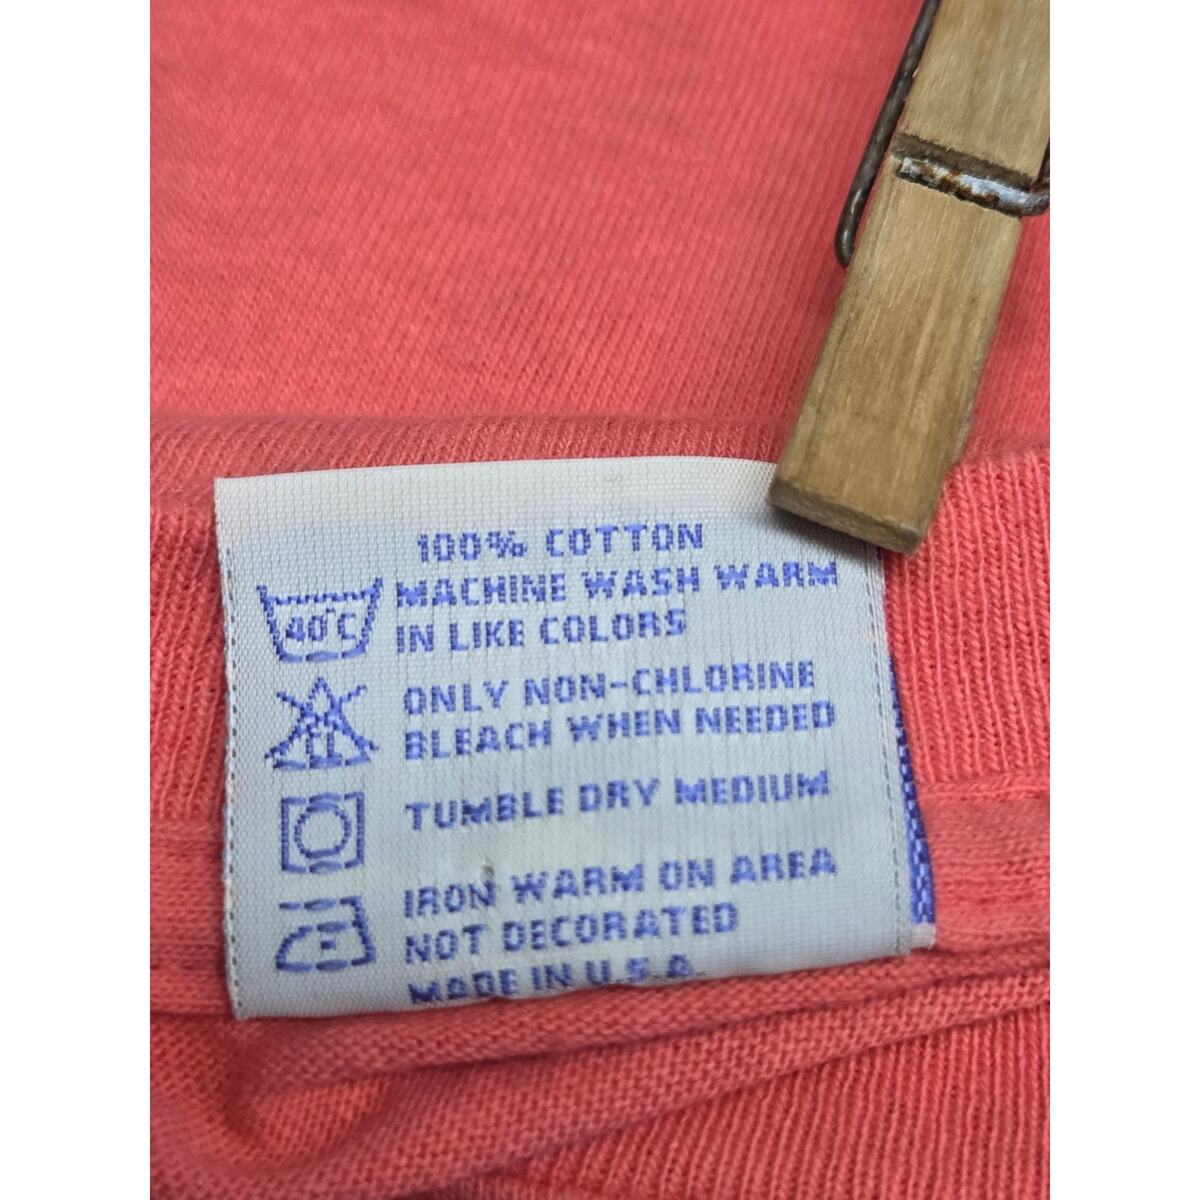 100% COTTON
40°C MACHINE WASH WARM
IN LIKE COLORS
CL ONLY NON-CHLORINE
BLEACH WHEN NEEDED
TUMBLE DRY MEDIUM
IRON WARM ON AREA
NOT DECORATED
MADE IN U.S.A.